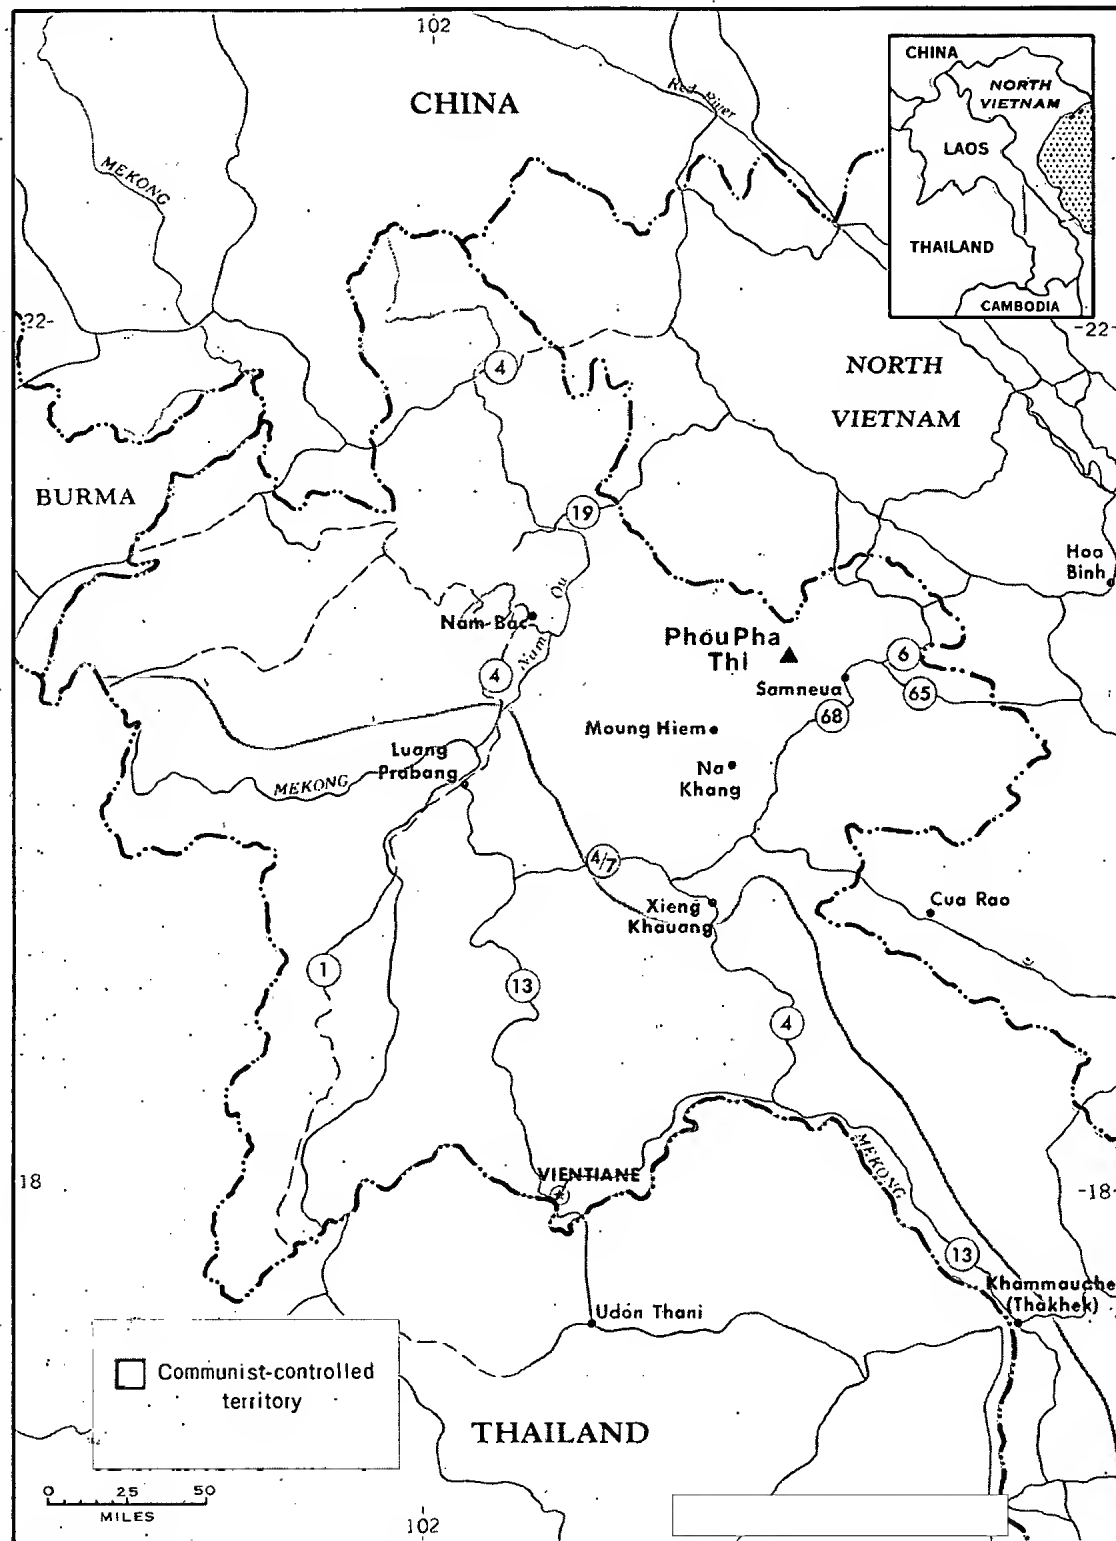 102
CHINA
Red River
MEKONG
CHINA
NORTH
VIETNAM
LAOS
THAILAND
CAMBODIA
22
22
4
NORTH
VIETNAM
BURMA
19
Hoa
Binh
Ou
Nam Bac
Phou Pha
Thi
Nam
6
4
Samneua
65
68
Moung Hiem
Luang
Prabang
Na
Khang
MEKONG
4/7
Xieng
Khouang
Cua Rao
1
13
4
MEKONG
18
VIENTIANE
18
13
Khammouane
(Thakhek)
Udon Thani
Communist-controlled
territory
THAILAND
0 25 50
MILES
102